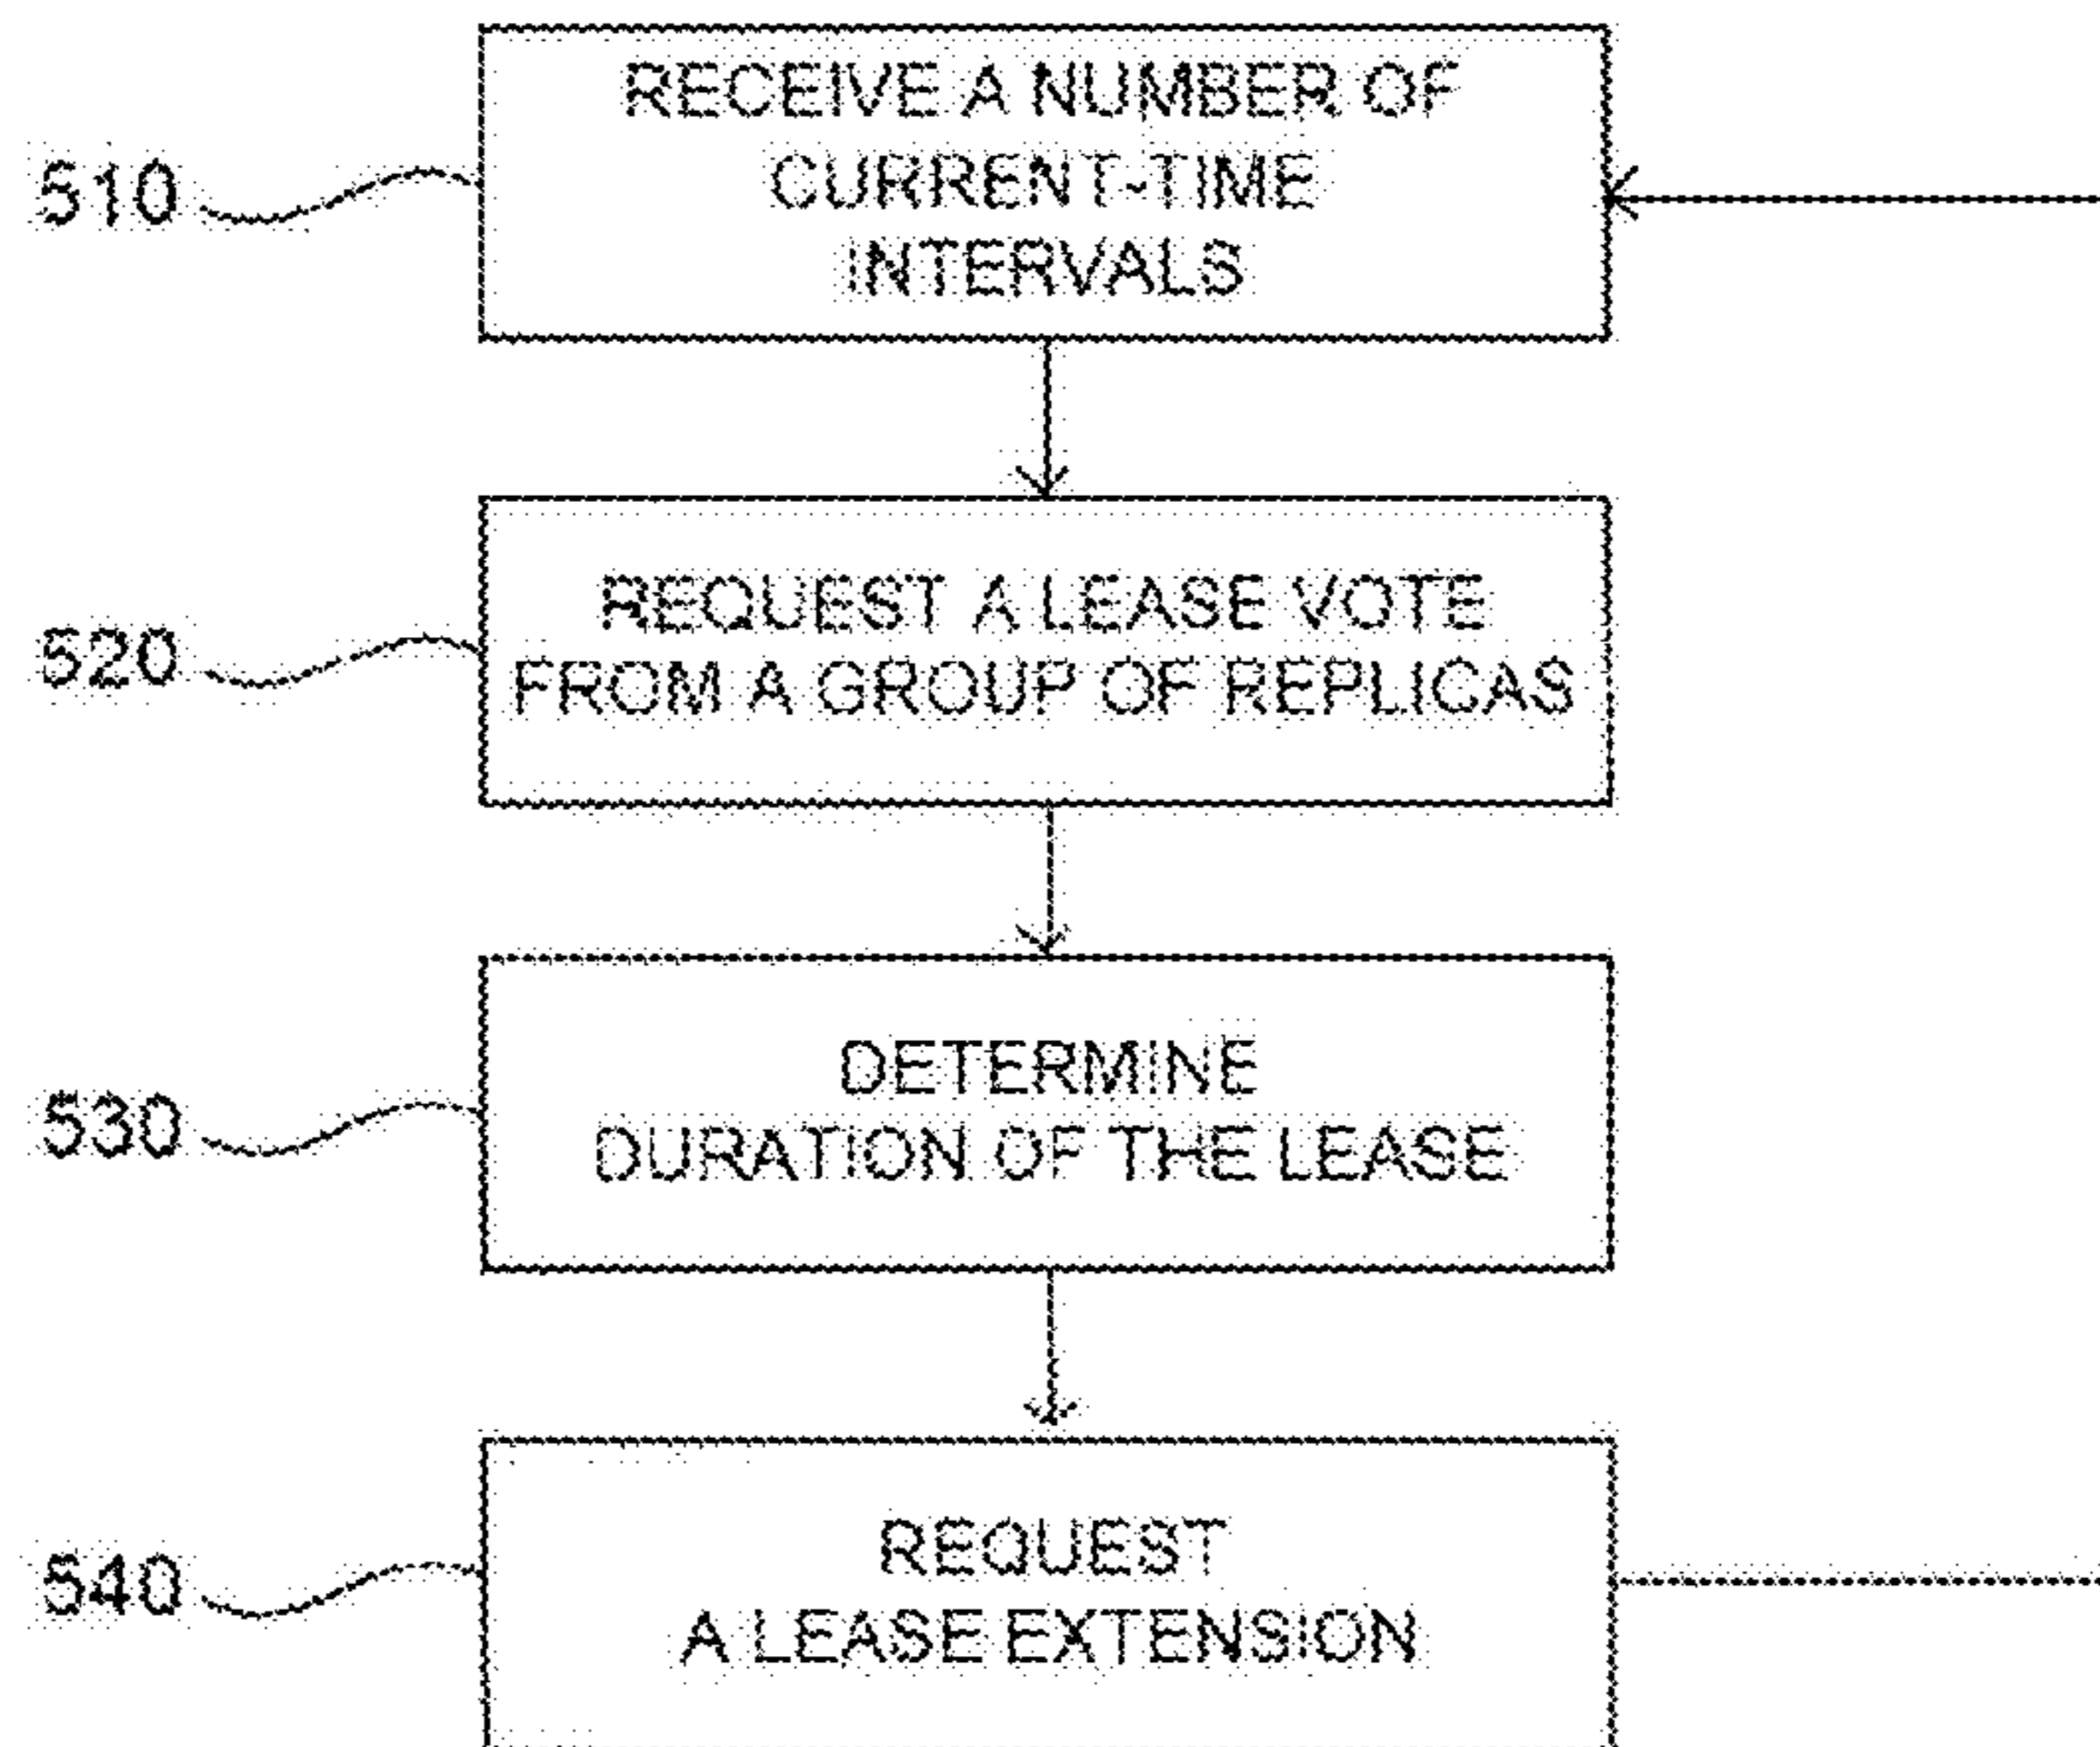 RECEIVE A NUMBER OF
CURRENT-TIME
INTERVALS
510
REQUEST A LEASE VOTE
FROM A GROUP OF REPLICAS
520
DETERMINE
DURATION OF THE LEASE
530
REQUEST
A LEASE EXTENSION
540